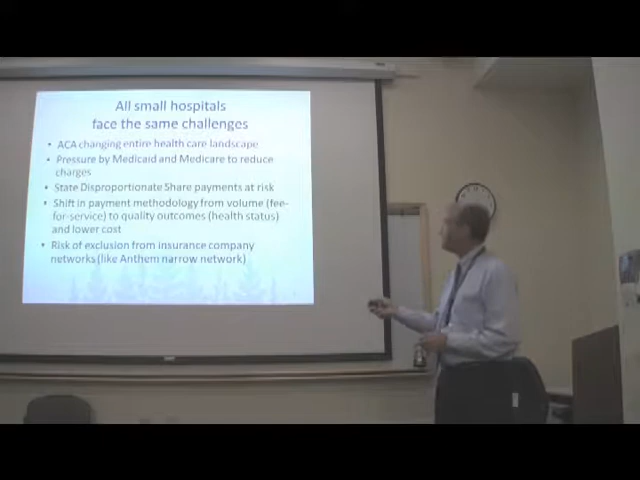 All small hospitals
face the same challenges
• ACA changing entire health care landscape
• Pressure by Medicaid and Medicare to reduce
charges
• State Disproportionate Share payments at risk
• Shift in payment methodology from volume (fee-
for-service) to quality outcomes (health status)
and lower cost
• Risk of exclusion from insurance company
networks (like Anthem narrow network)